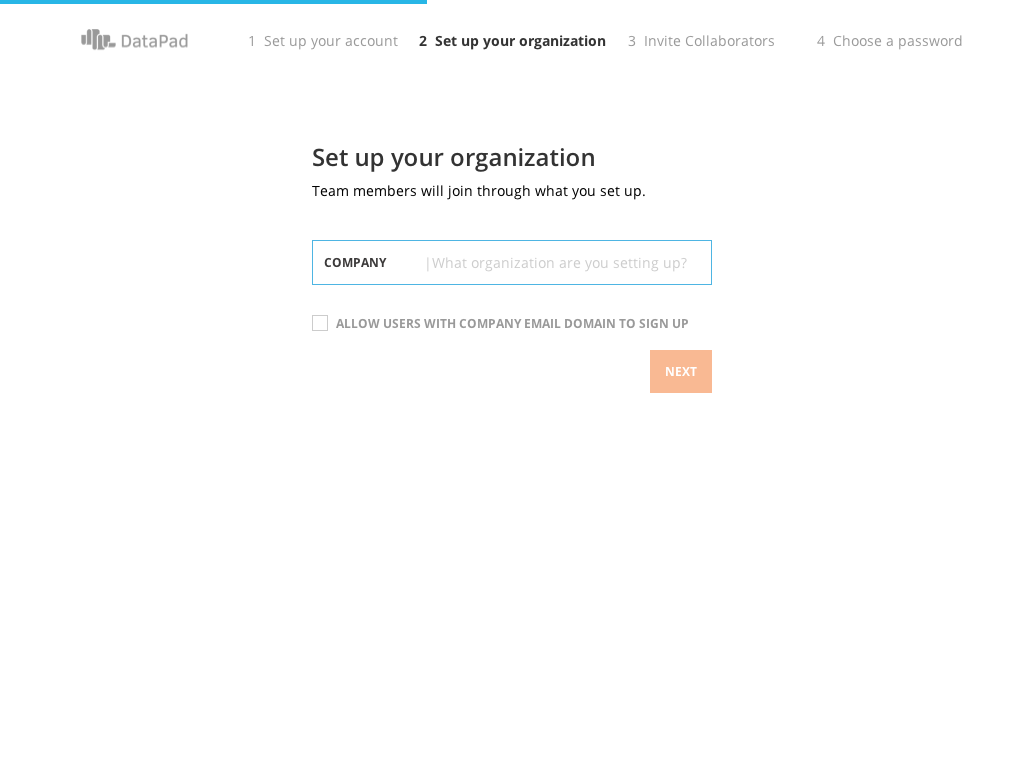 DataPad 1 Set up your account 2 Set up your organization 3 Invite Collaborators 4 Choose a password
Set up your organization
Team members will join through what you set up.
COMPANY |What organization are you setting up?
ALLOW USERS WITH COMPANY EMAIL DOMAIN TO SIGN UP
NEXT